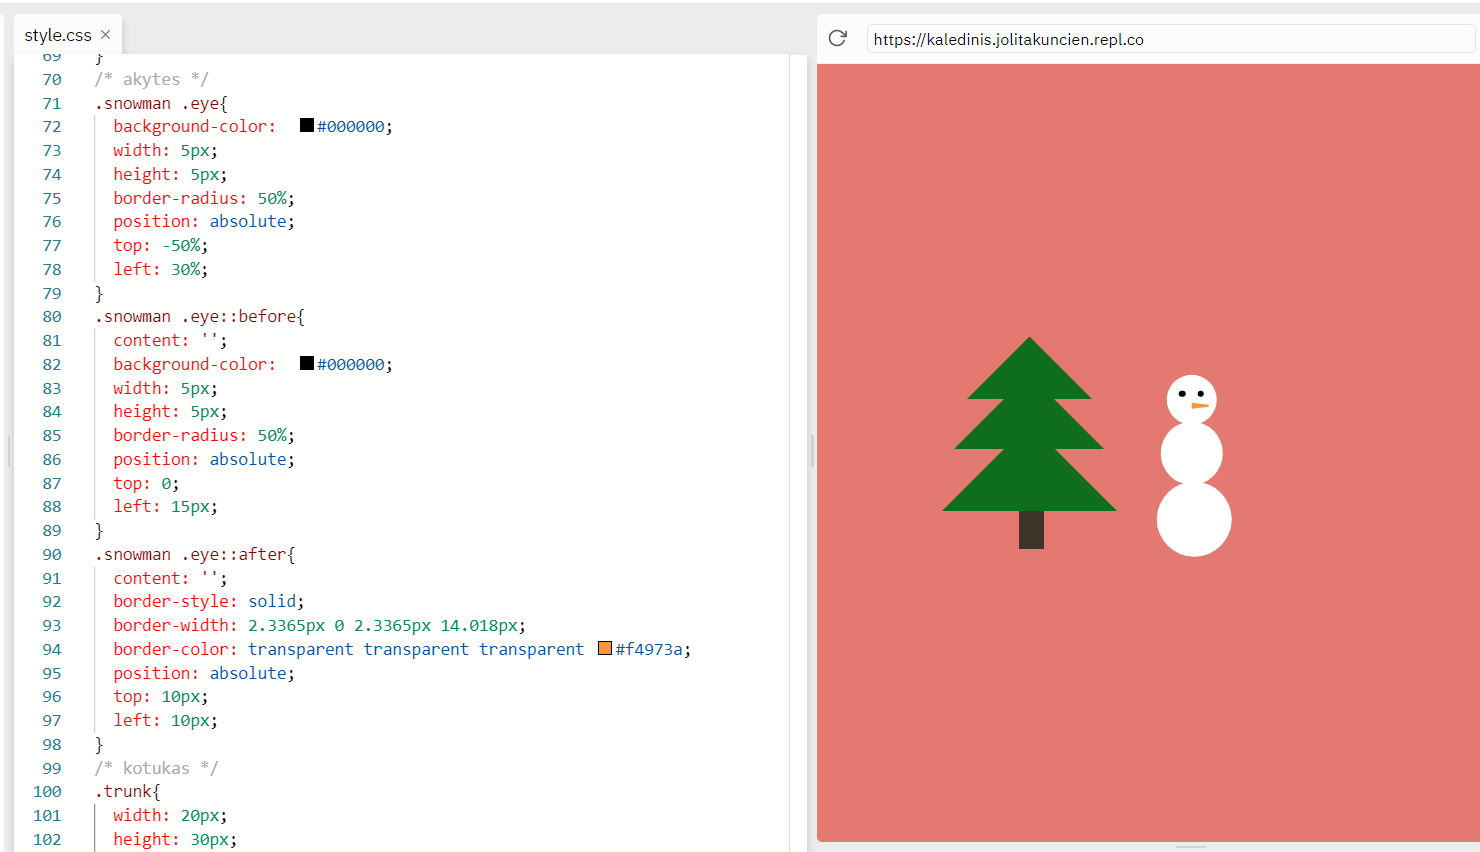 style.css ×
https://kaledinis.jolitakuncien.repl.co
69 }
70 /* akytes */
71 .snowman .eye{
72 background-color: #000000;
73 width: 5px;
74 height: 5px;
75 border-radius: 50%;
76 position: absolute;
77 top: -50%;
78 left: 30%;
79 }
80 .snowman .eye::before{
81 content: '';
82 background-color: #000000;
83 width: 5px;
84 height: 5px;
85 border-radius: 50%;
86 position: absolute;
87 top: 0;
88 left: 15px;
89 }
90 .snowman .eye::after{
91 content: '';
92 border-style: solid;
93 border-width: 2.3365px 0 2.3365px 14.018px;
94 border-color: transparent transparent transparent #f4973a;
95 position: absolute;
96 top: 10px;
97 left: 10px;
98 }
99 /* kotukas */
100 .trunk{
101 width: 20px;
102 height: 30px;